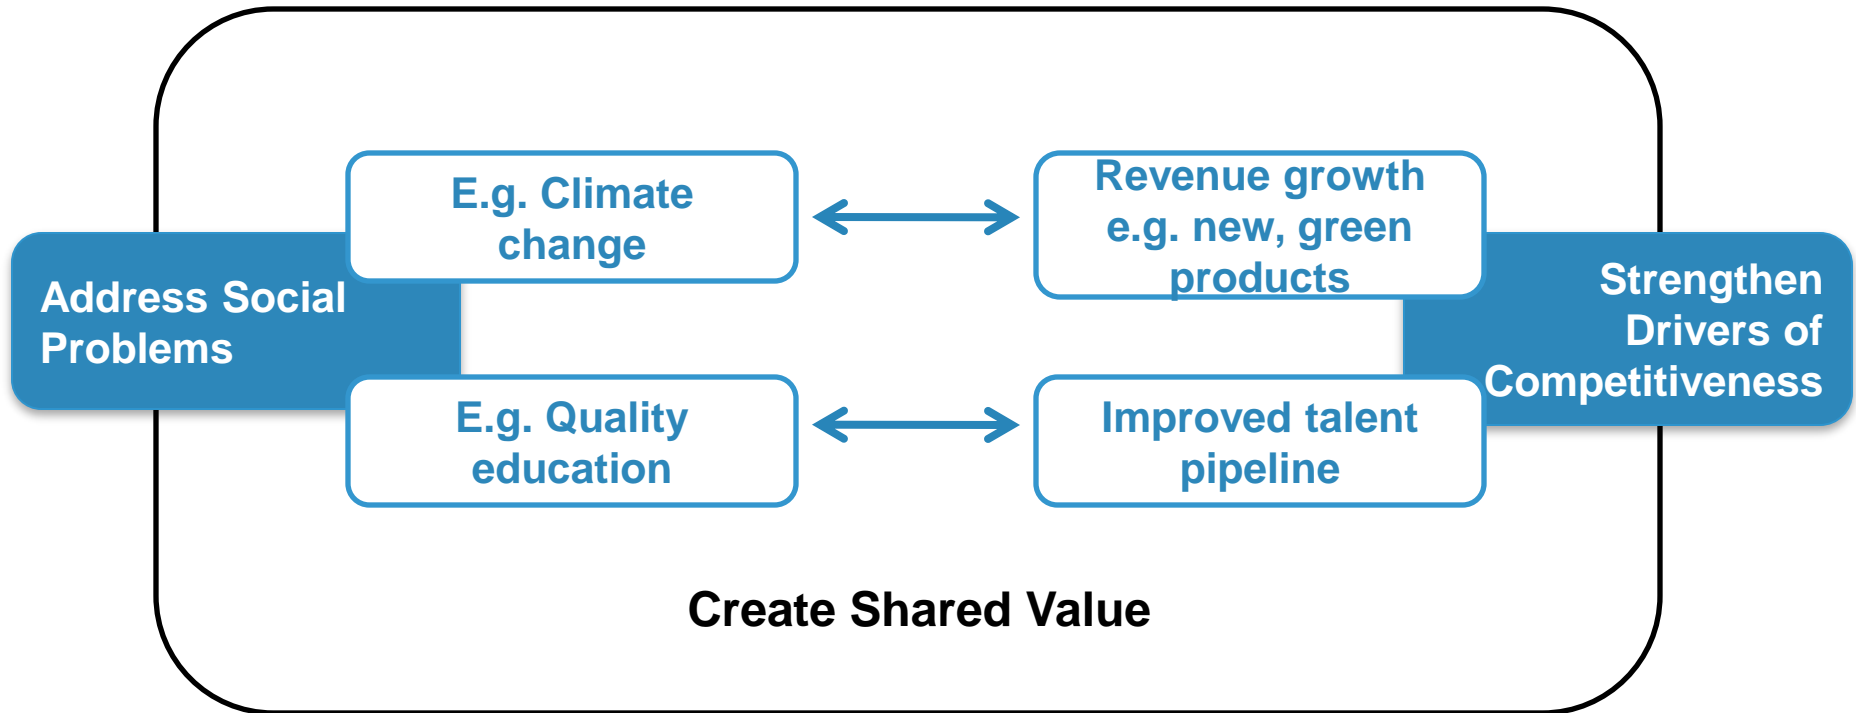 Address Social
Problems
E.g. Climate
change
E.g. Quality
education
Revenue growth
e.g. new, green
products
Improved talent
pipeline
Strengthen
Drivers of
Competitiveness
Create Shared Value